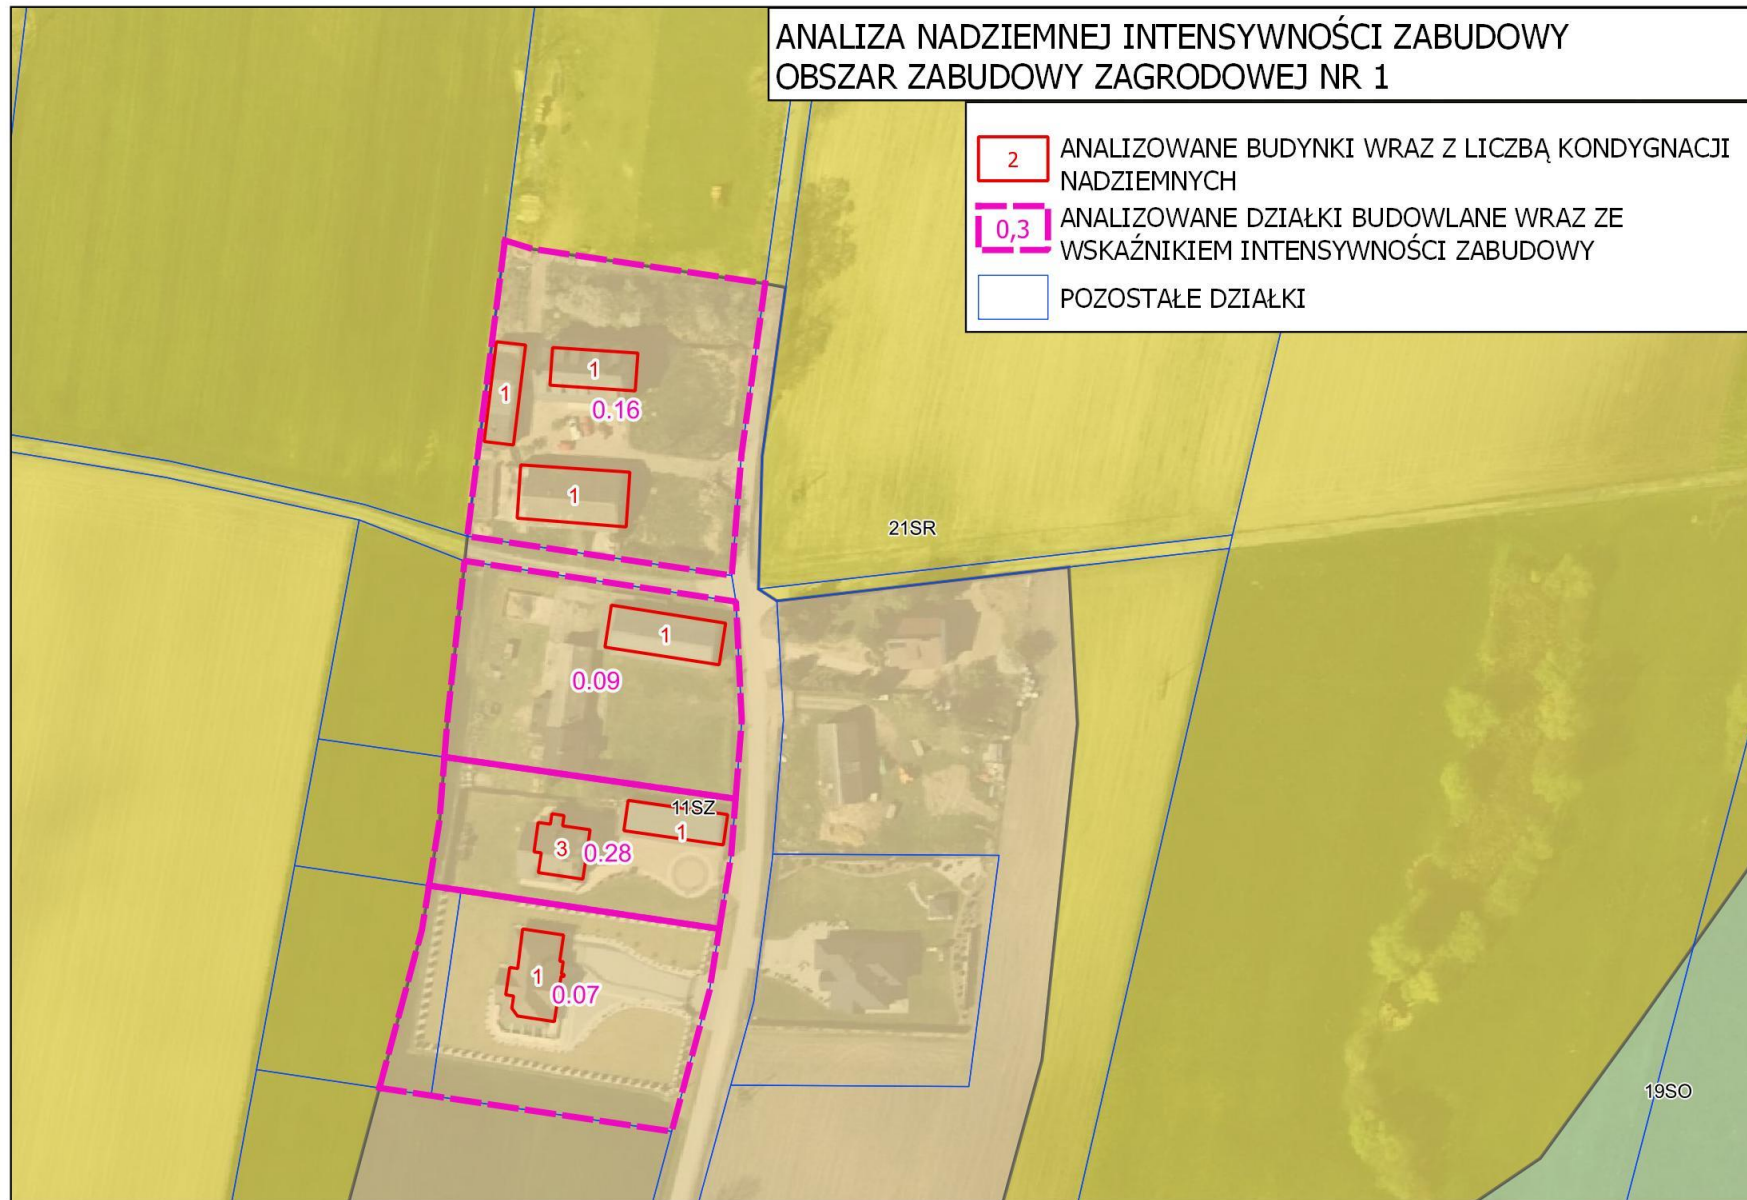 ANALIZA NADZIEMNEJ INTENSYWNOŚCI ZABUDOWY
OBSZAR ZABUDOWY ZAGRODOWEJ NR 1
2
ANALIZOWANE BUDYNKI WRAZ Z LICZBĄ KONDYGNACJI
NADZIEMNYCH
0,3
ANALIZOWANE DZIAŁKI BUDOWLANE WRAZ ZE
WSKAŹNIKIEM INTENSYWNOŚCI ZABUDOWY
POZOSTAŁE DZIAŁKI
1
1
0.16
1
21SR
1
0.09
11SZ
1
3
0.28
1
0.07
19SO